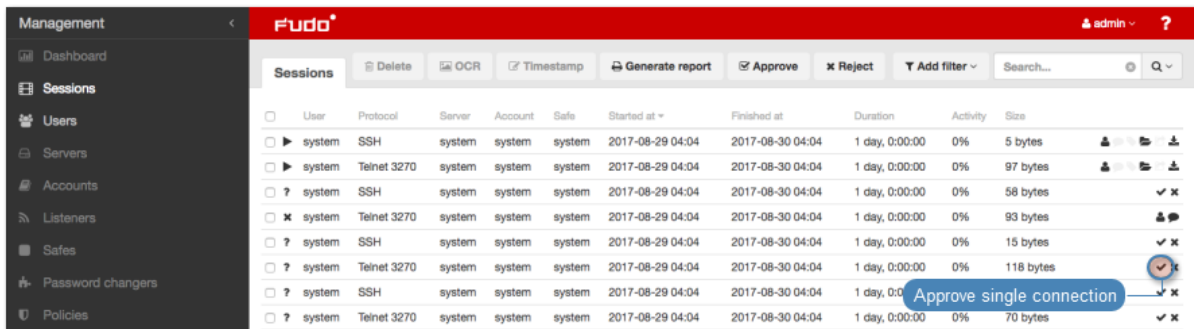 Management
FUDO
admin
?
Dashboard
Sessions
Users
Servers
Accounts
Listeners
Safes
Password changers
Policies
Sessions Delete OCR Timestamp Generate report Approve Reject Add filter Search...
User Protocol Server Account Safe Started at Finished at Duration Activity Size
system SSH system system system 2017-08-29 04:04 2017-08-30 04:04 1 day, 0:00:00 0% 5 bytes
system Telnet 3270 system system system 2017-08-29 04:04 2017-08-30 04:04 1 day, 0:00:00 0% 97 bytes
? system SSH system system system 2017-08-29 04:04 2017-08-30 04:04 1 day, 0:00:00 0% 58 bytes
system Telnet 3270 system system system 2017-08-29 04:04 2017-08-30 04:04 1 day, 0:00:00 0% 93 bytes
? system SSH system system system 2017-08-29 04:04 2017-08-30 04:04 1 day, 0:00:00 0% 15 bytes
? system Telnet 3270 system system system 2017-08-29 04:04 2017-08-30 04:04 1 day, 0:00:00 0% 118 bytes
? system SSH system system system 2017-08-29 04:04 2017-08-30 04:04 1 day, 0:0
Approve single connection
? system Telnet 3270 system system system 2017-08-29 04:04 2017-08-30 04:04 1 day, 0:00:00 0% 70 bytes